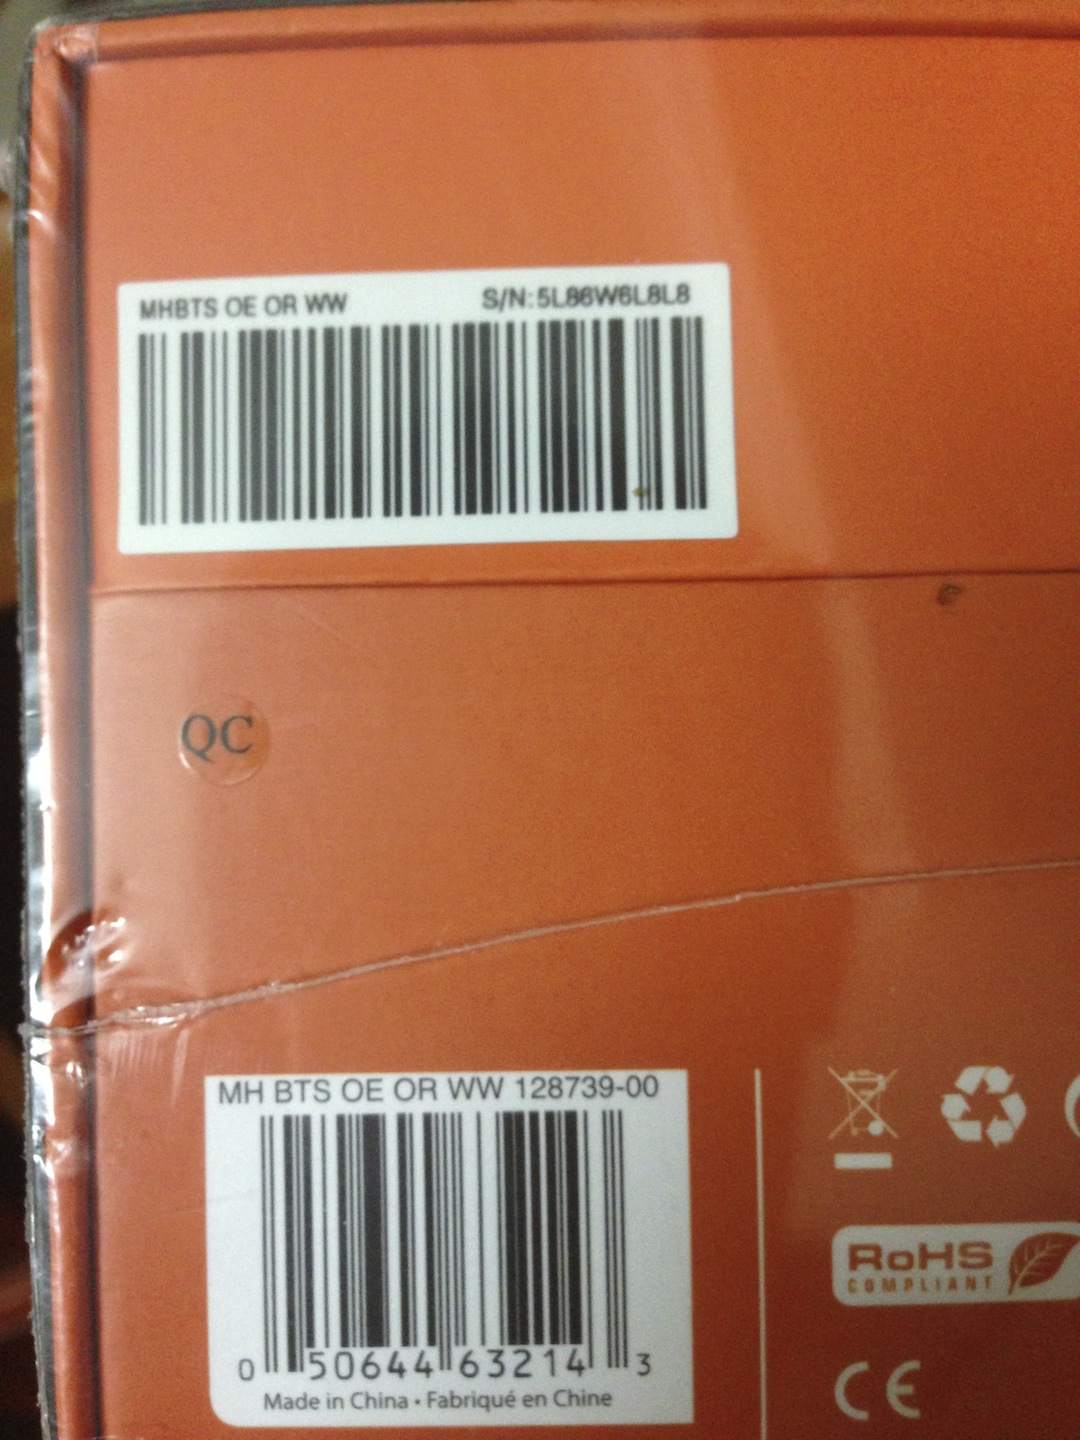 MHBTS OE OR WW S/N:5L86W6L8L8
QC
MH BTS OE OR WW 128739-00
0 50644 63214 3
Made in China • Fabriqué en Chine
RoHS
COMPLIANT
CE